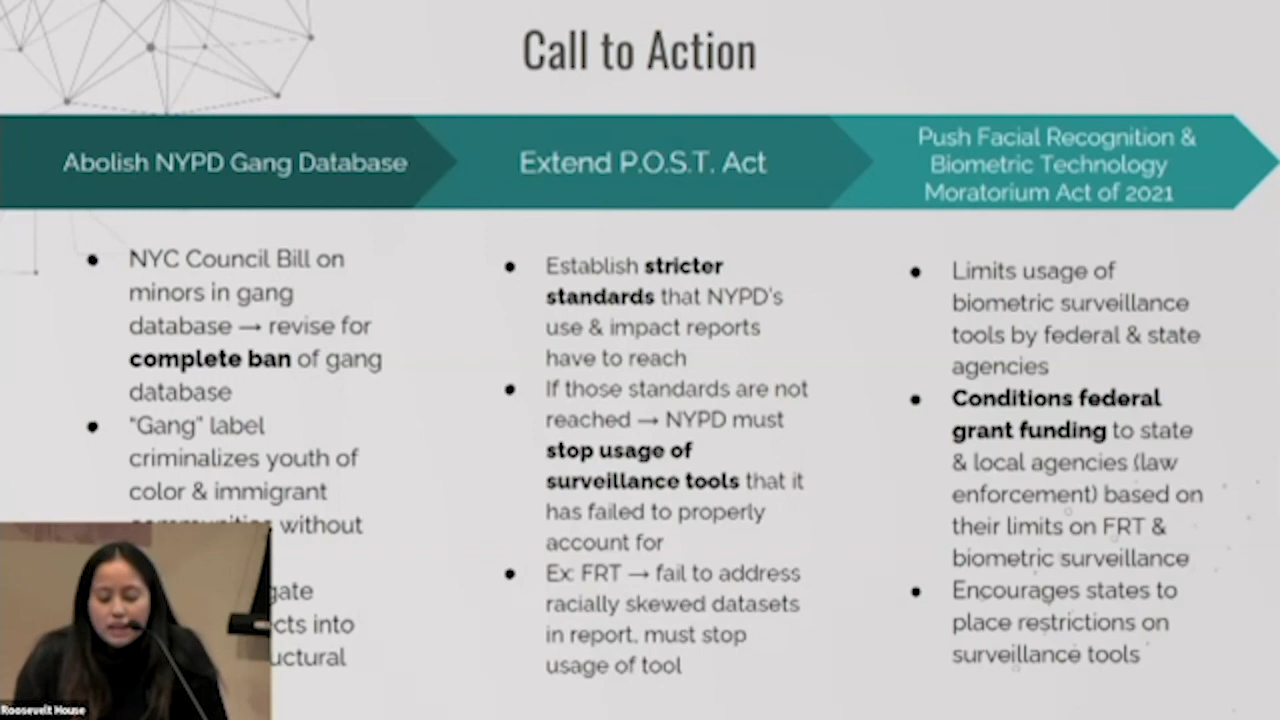 Call to Action
Abolish NYPD Gang Database
Extend P.O.S.T. Act
Push Facial Recognition &
Biometric Technology
Moratorium Act of 2021
● NYC Council Bill on
minors in gang
database → revise for
complete ban of gang
database
● “Gang” label
criminalizes youth of
color & immigrant
communities without
gate
cts into
uctural
● Establish stricter
standards that NYPD's
use & impact reports
have to reach
● If those standards are not
reached → NYPD must
stop usage of
surveillance tools that it
has failed to properly
account for
● Ex: FRT → fail to address
racially skewed datasets
in report, must stop
usage of tool
● Limits usage of
biometric surveillance
tools by federal & state
agencies
● Conditions federal
grant funding to state
& local agencies (law
enforcement) based on
their limits on FRT &
biometric surveillance
● Encourages states to
place restrictions on
surveillance tools
Roosevelt House